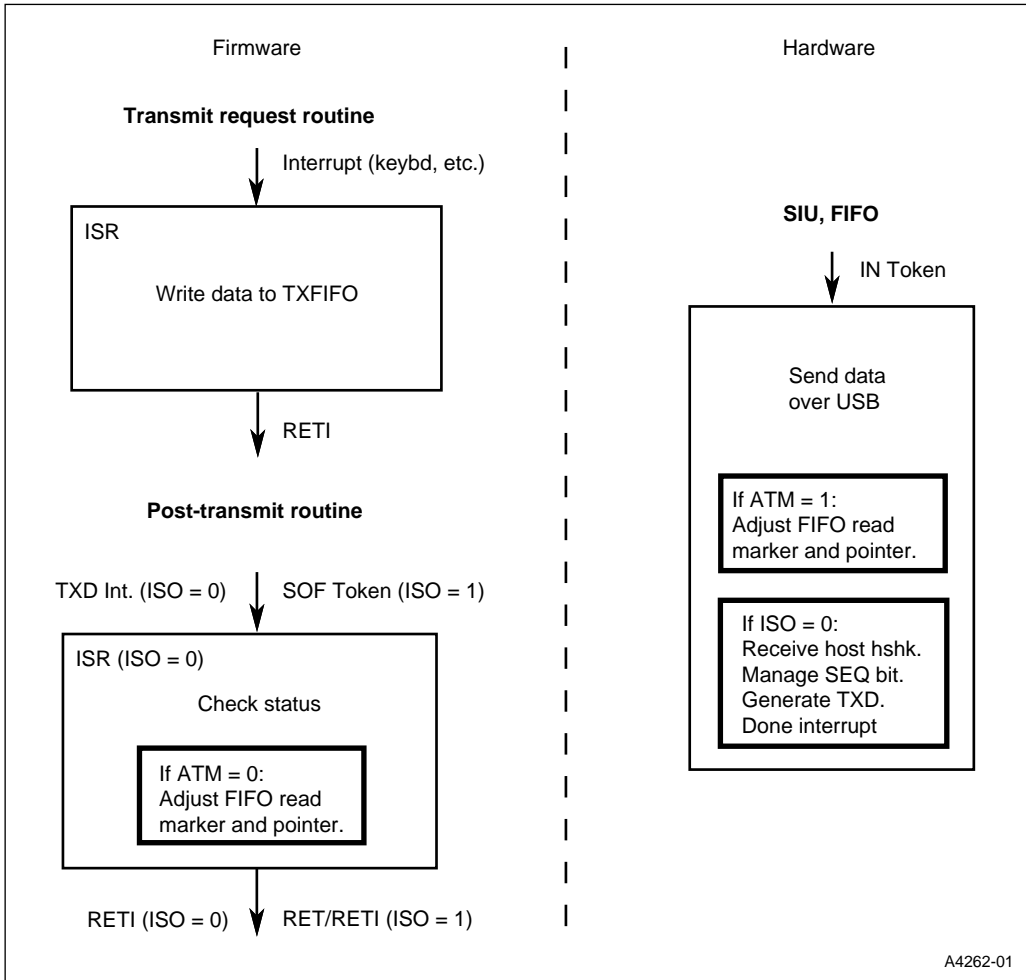 Firmware
Transmit request routine
Interrupt (keybd, etc.)
ISR
Write data to TXFIFO
RETI
Post-transmit routine
TXD Int. (ISO = 0)
SOF Token (ISO = 1)
ISR (ISO = 0)
Check status
If ATM = 0:
Adjust FIFO read
marker and pointer.
RETI (ISO = 0)
RET/RETI (ISO = 1)
Hardware
SIU, FIFO
IN Token
Send data
over USB
If ATM = 1:
Adjust FIFO read
marker and pointer.
If ISO = 0:
Receive host hshk.
Manage SEQ bit.
Generate TXD.
Done interrupt
A4262-01